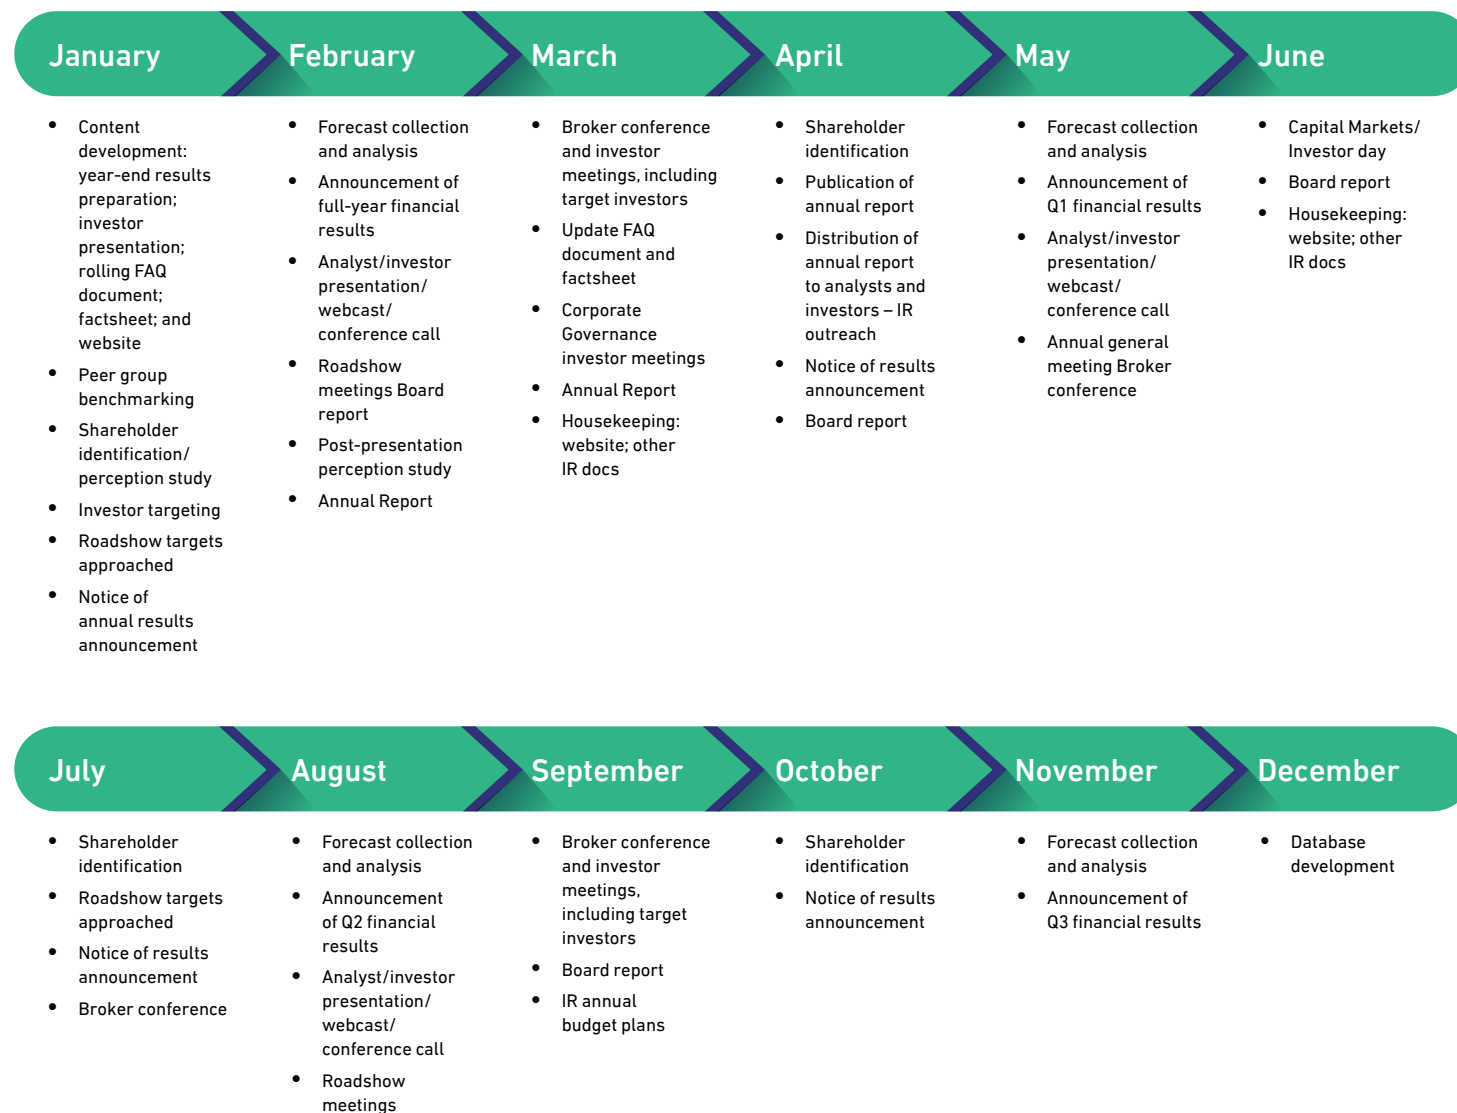 January
February
March
April
May
June
• Content
development:
year-end results
preparation;
investor
presentation;
rolling FAQ
document;
factsheet; and
website
• Peer group
benchmarking
• Shareholder
identification/
perception study
• Investor targeting
• Roadshow targets
approached
• Notice of
annual results
announcement
• Forecast collection
and analysis
• Announcement of
full-year financial
results
• Analyst/investor
presentation/
webcast/
conference call
• Roadshow
meetings Board
report
• Post-presentation
perception study
• Annual Report
• Broker conference
and investor
meetings, including
target investors
• Update FAQ
document and
factsheet
• Corporate
Governance
investor meetings
• Annual Report
• Housekeeping:
website; other
IR docs
• Shareholder
identification
• Publication of
annual report
• Distribution of
annual report
to analysts and
investors – IR
outreach
• Notice of results
announcement
• Board report
• Forecast collection
and analysis
• Announcement of
Q1 financial results
• Analyst/investor
presentation/
webcast/
conference call
• Annual general
meeting Broker
conference
• Capital Markets/
Investor day
• Board report
• Housekeeping:
website; other
IR docs
July
August
September
October
November
December
• Shareholder
identification
• Roadshow targets
approached
• Notice of results
announcement
• Broker conference
• Forecast collection
and analysis
• Announcement
of Q2 financial
results
• Analyst/investor
presentation/
webcast/
conference call
• Roadshow
meetings
• Broker conference
and investor
meetings,
including target
investors
• Board report
• IR annual
budget plans
• Shareholder
identification
• Notice of results
announcement
• Forecast collection
and analysis
• Announcement of
Q3 financial results
• Database
development